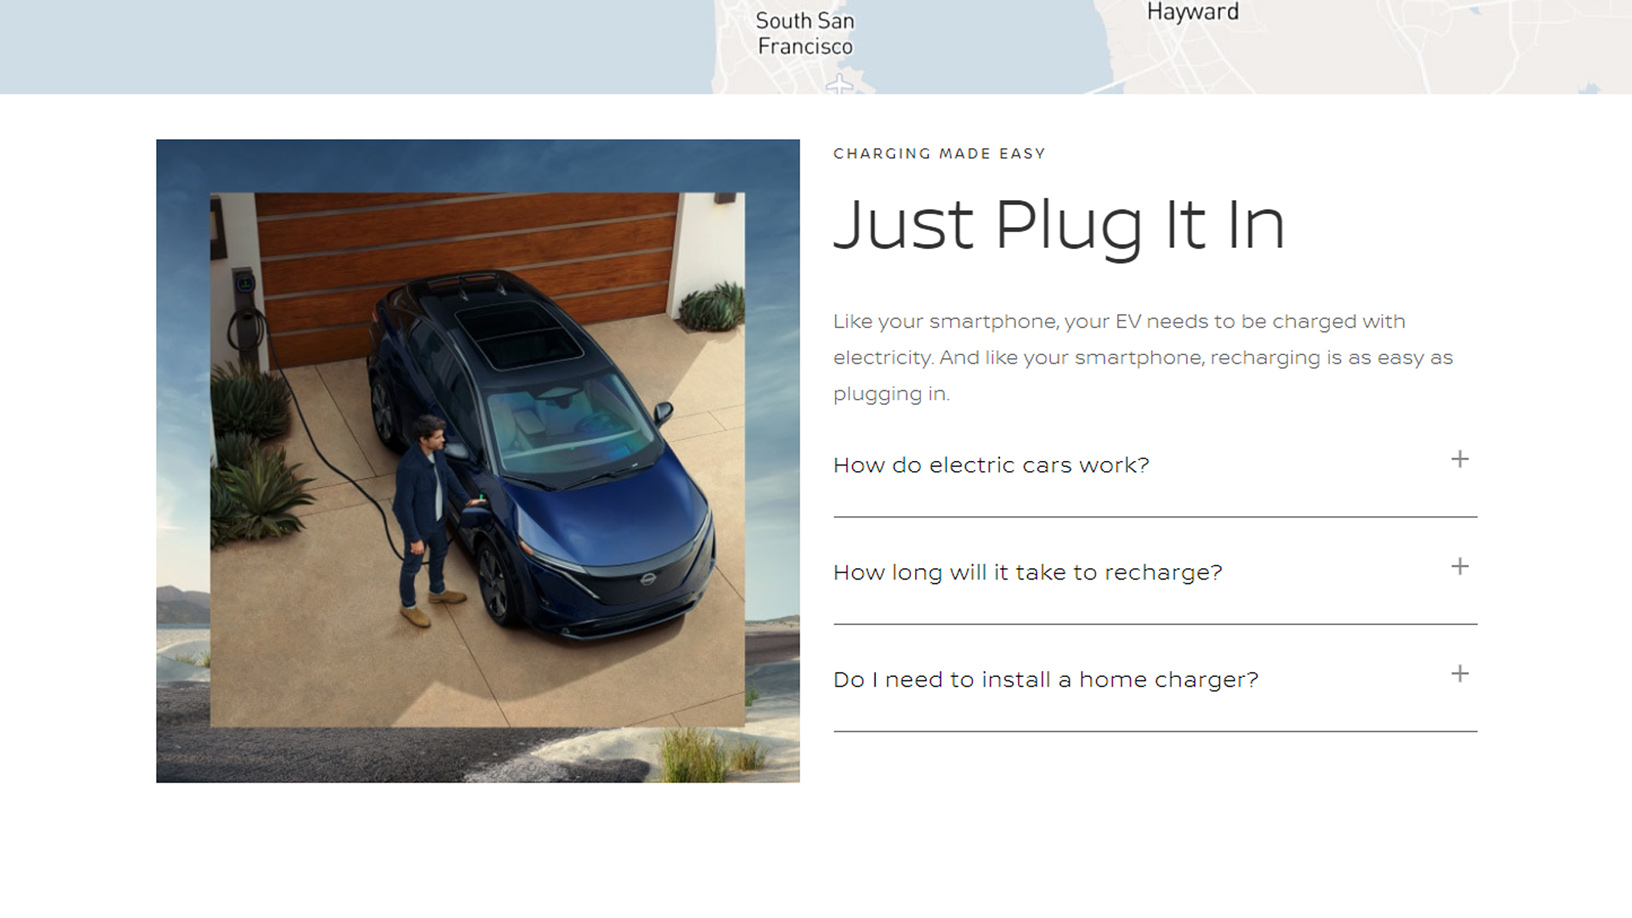 South San
Francisco
Hayward
CHARGING MADE EASY
Just Plug It In
Like your smartphone, your EV needs to be charged with
electricity. And like your smartphone, recharging is as easy as
plugging in.
How do electric cars work?
How long will it take to recharge?
Do I need to install a home charger?